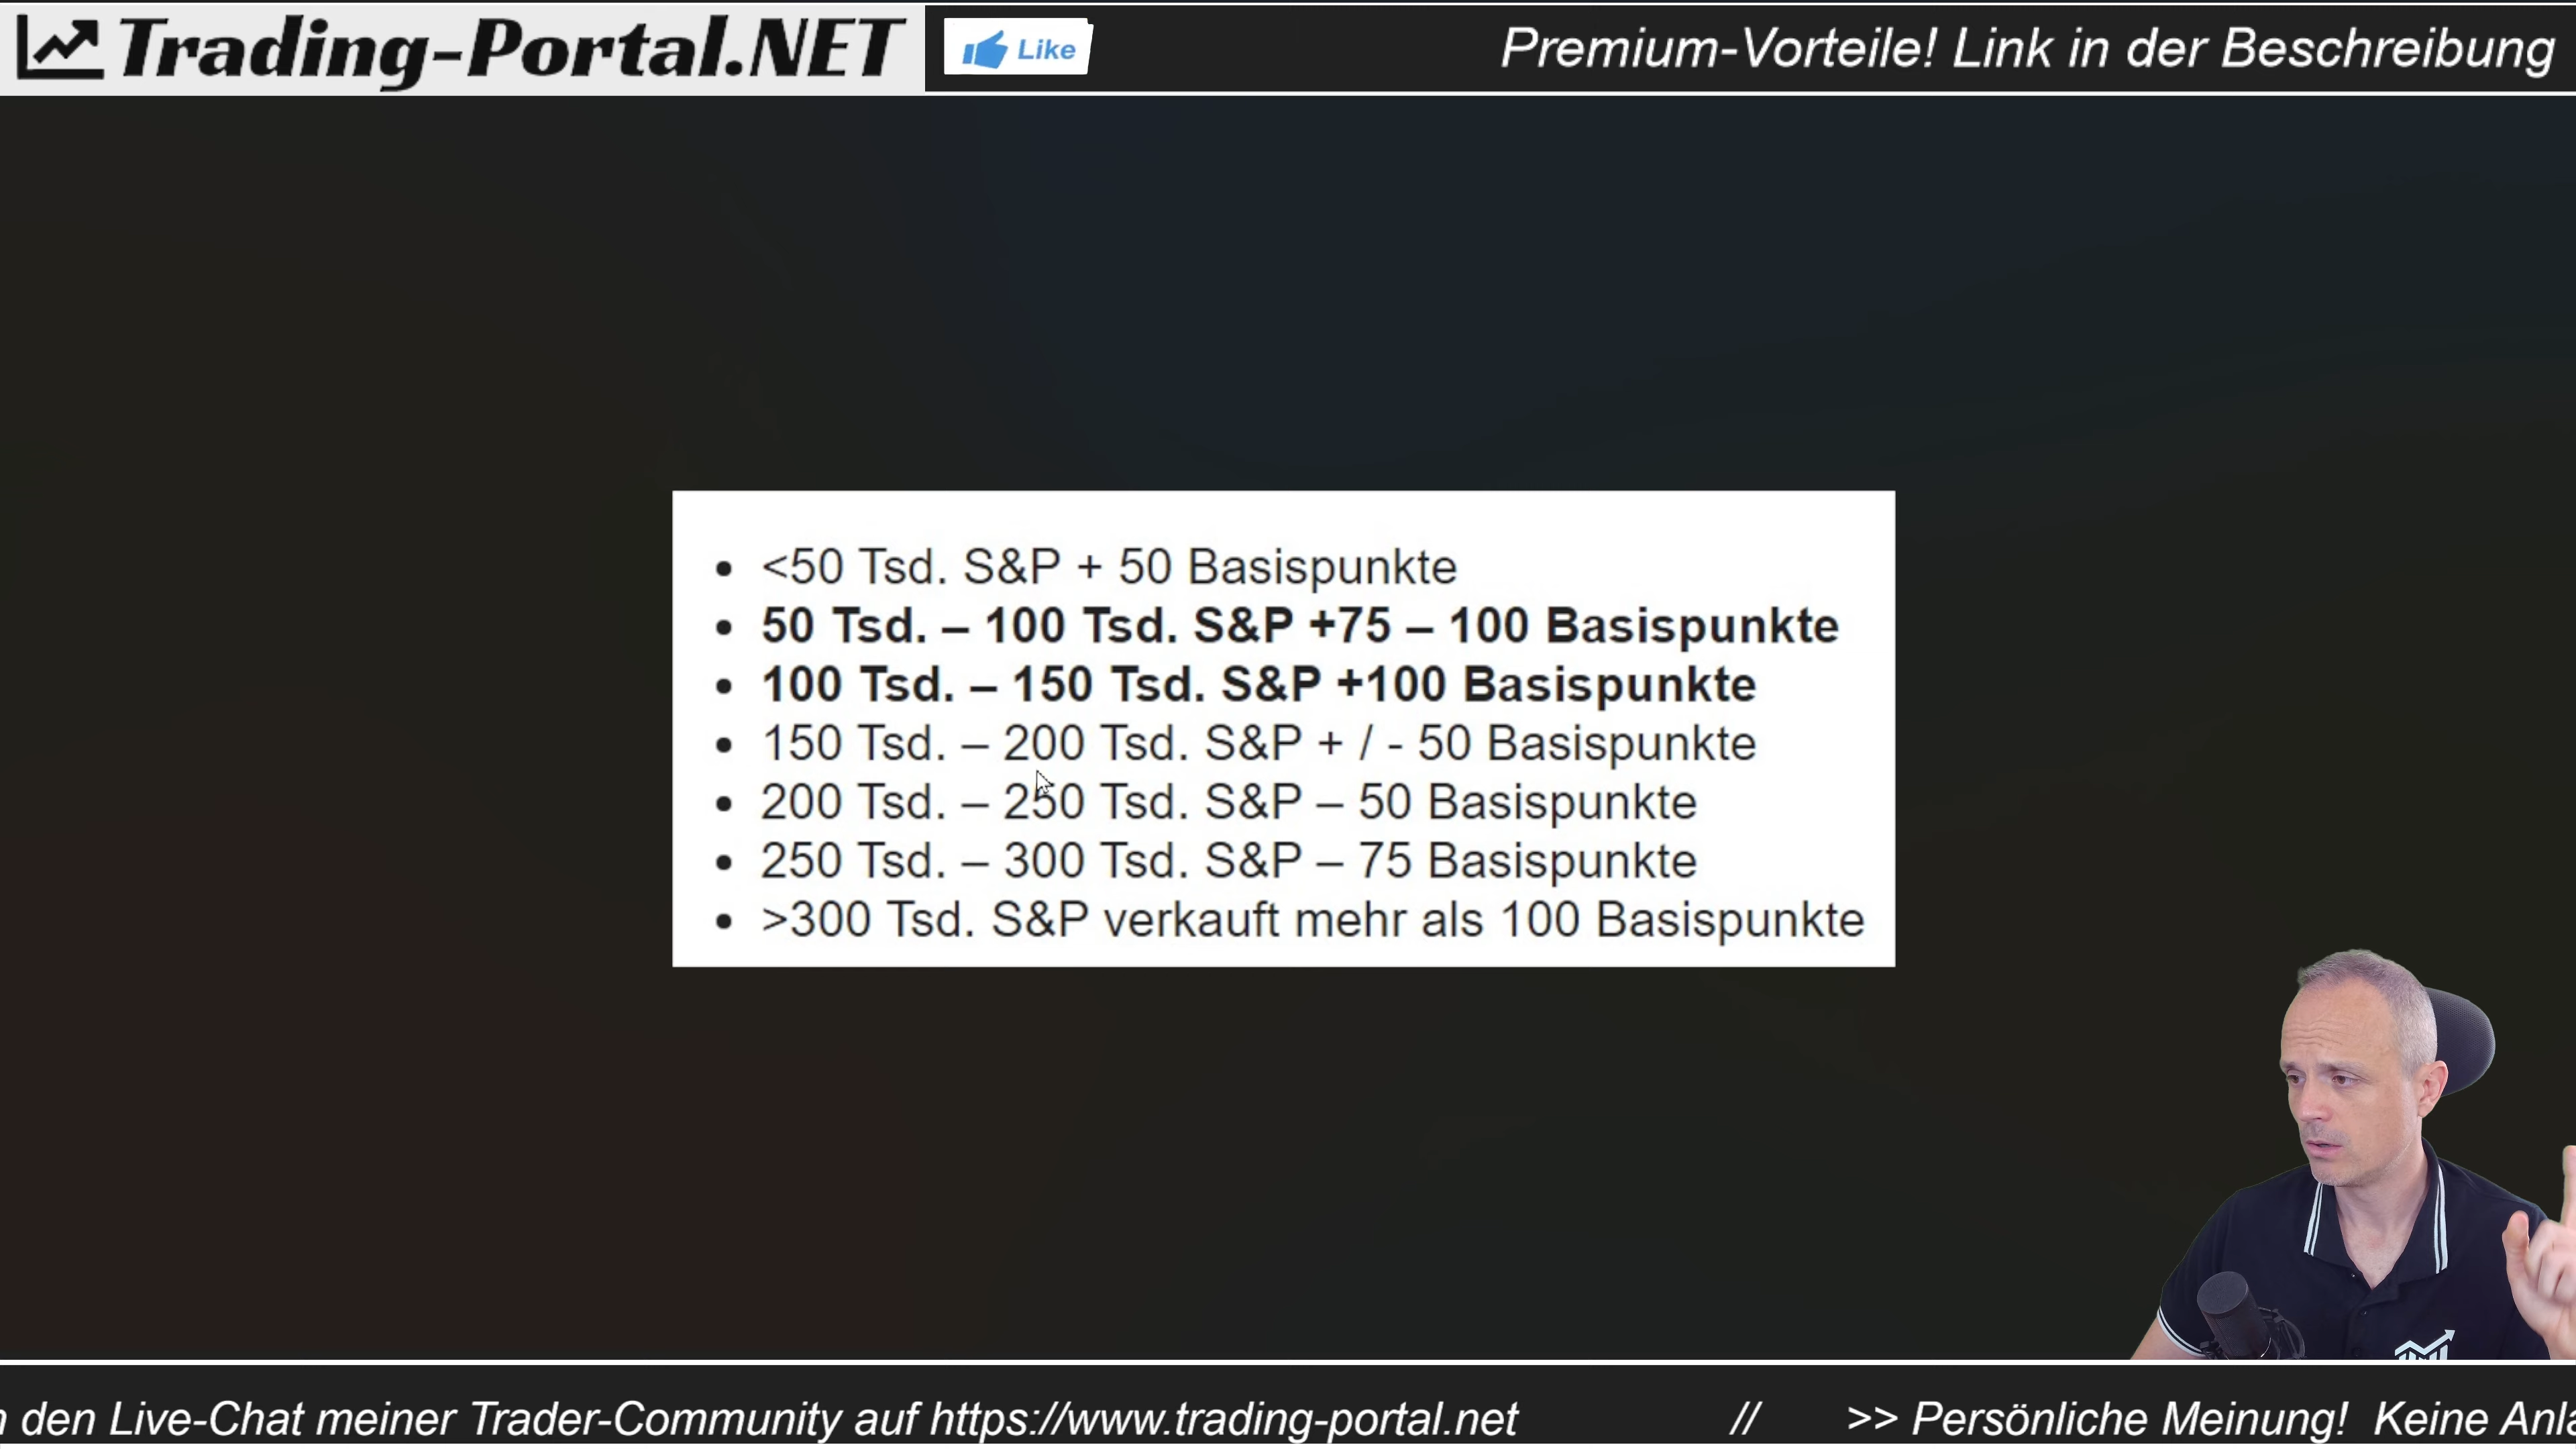 Trading-Portal.NET
Like
Premium-Vorteile! Link in der Beschreibung
<50 Tsd. S&P + 50 Basispunkte
50 Tsd. – 100 Tsd. S&P +75 – 100 Basispunkte
100 Tsd. – 150 Tsd. S&P +100 Basispunkte
150 Tsd. – 200 Tsd. S&P + / - 50 Basispunkte
200 Tsd. – 250 Tsd. S&P – 50 Basispunkte
250 Tsd. – 300 Tsd. S&P – 75 Basispunkte
>300 Tsd. S&P verkauft mehr als 100 Basispunkte
den Live-Chat meiner Trader-Community auf https://www.trading-portal.net // >> Persönliche Meinung! Keine